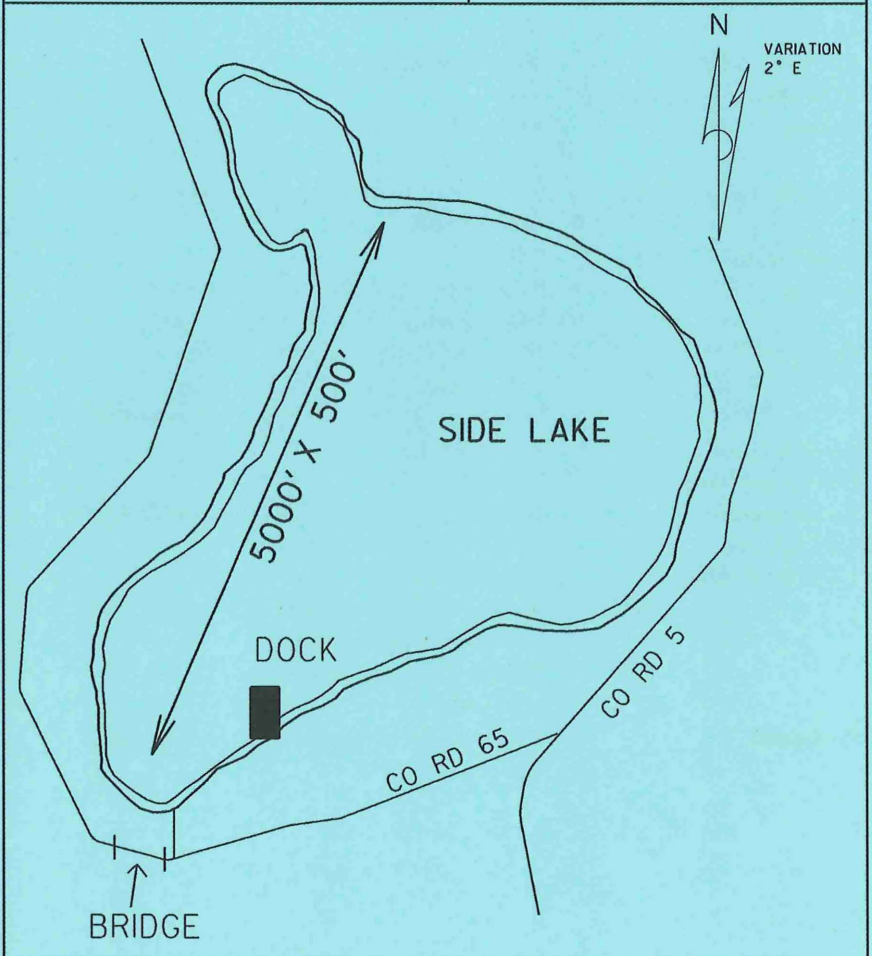 N
VARIATION
2° E
SIDE LAKE
5000' X 500'
DOCK
CO RD 5
CO RD 65
BRIDGE